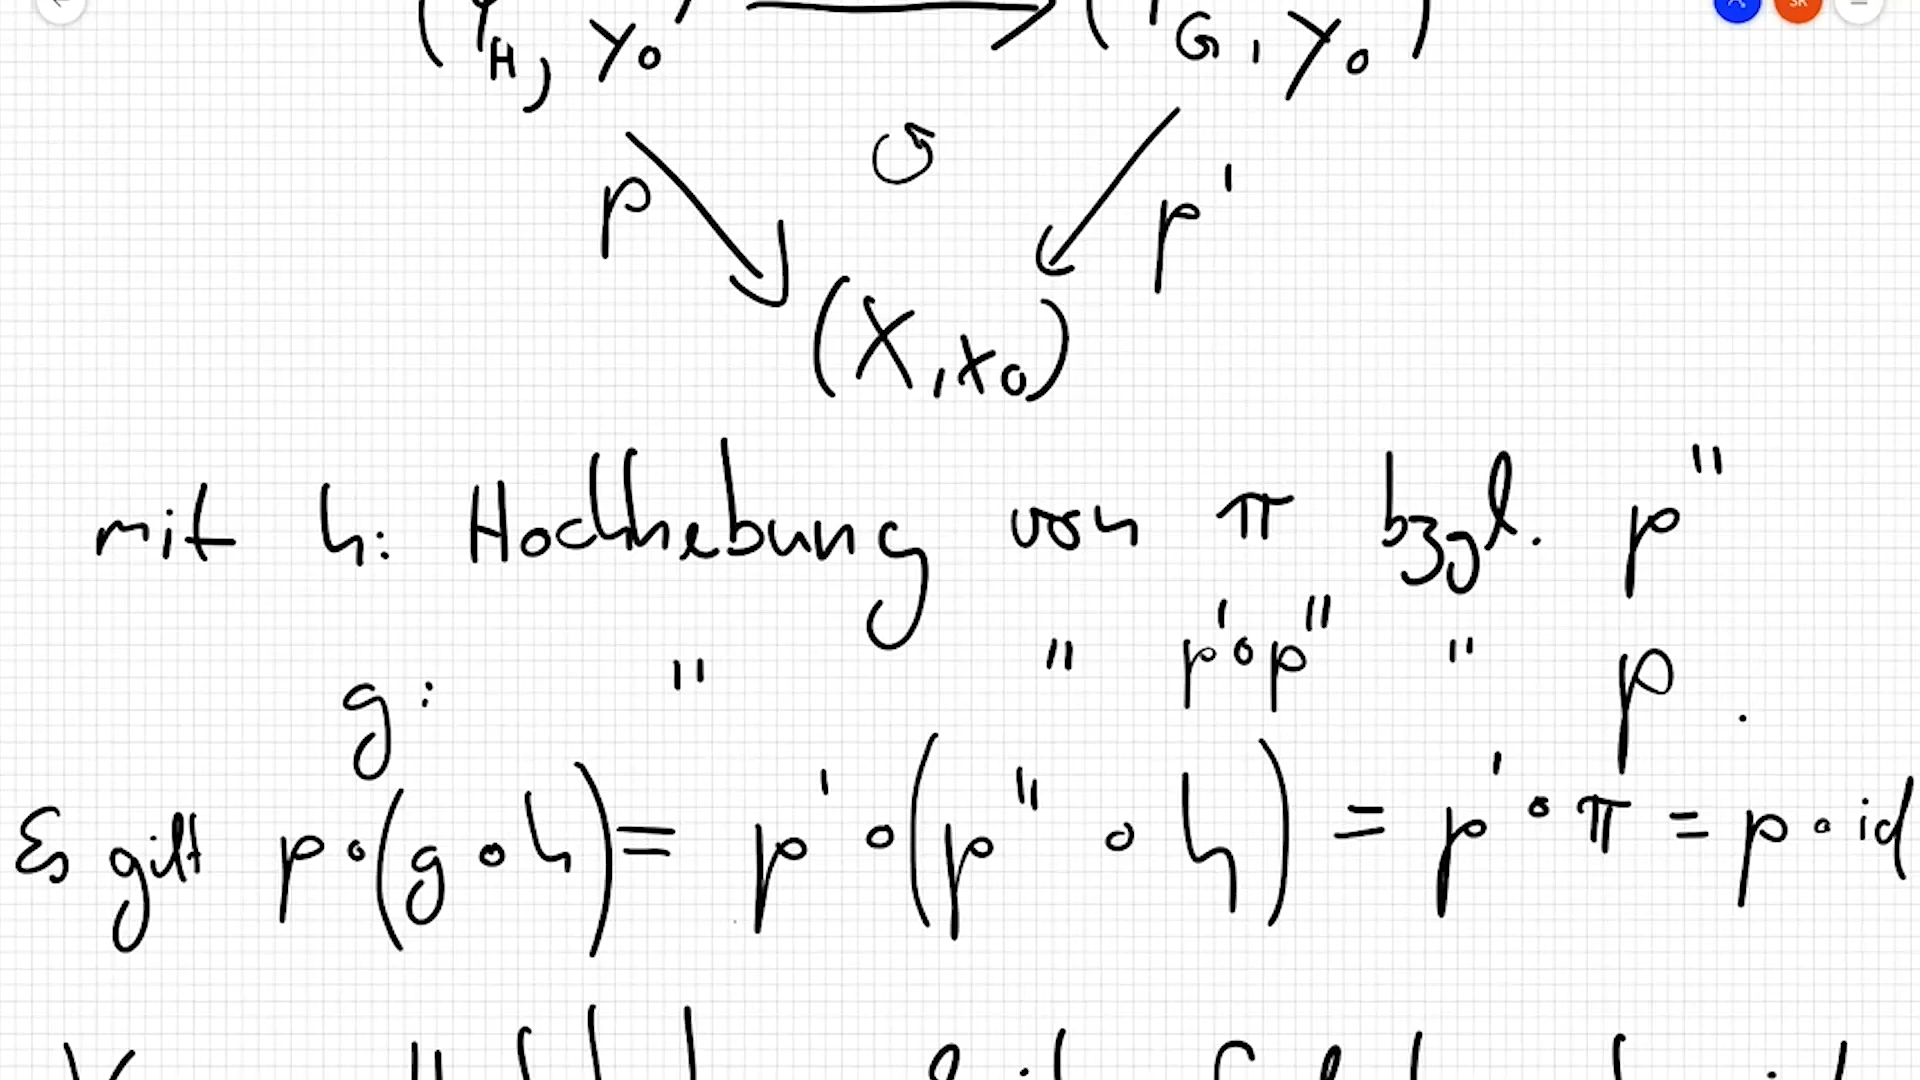 (Y_H, y_0) → (Y_G, y_0)
p ↺ p'
(X, x_0)
mit h: Hochhebung von π bzgl. p''
g: " " p'∘p'' " p.
Es gilt p∘(g∘h) = p'∘(p''∘h) = p'∘π = p∘id